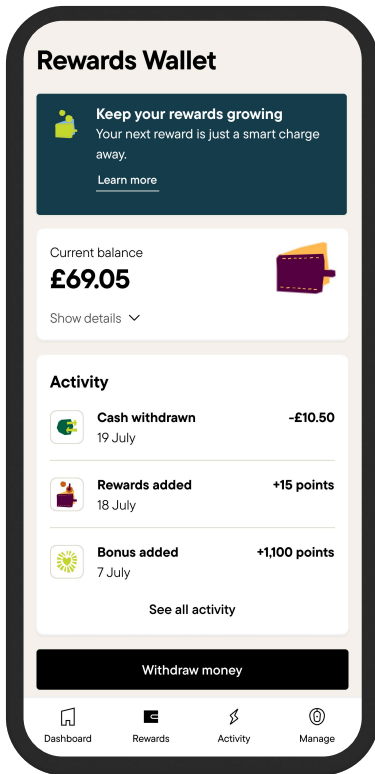 Rewards Wallet
Keep your rewards growing
Your next reward is just a smart charge
away.
Learn more
Current balance
£69.05
Show details
Activity
Cash withdrawn -£10.50
19 July
Rewards added +15 points
18 July
Bonus added +1,100 points
7 July
See all activity
Withdraw money
Dashboard Rewards Activity Manage